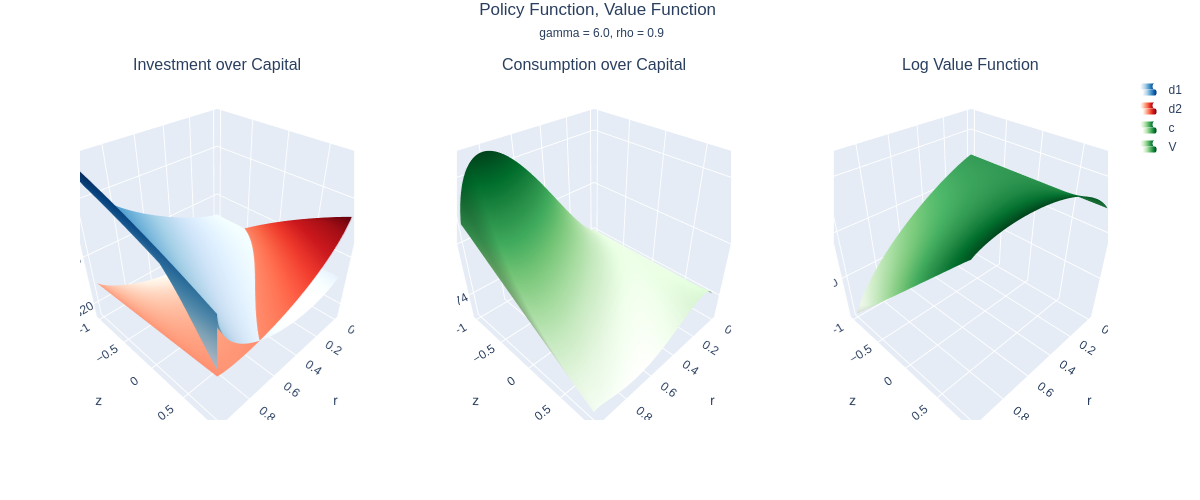 Policy Function, Value Function
gamma = 6.0, rho = 0.9
Investment over Capital
Consumption over Capital
Log Value Function
d1
d2
c
V
−1
−0.5
0
0.5
z
0
0.2
0.4
0.6
0.8
r
−1
−0.5
0
0.5
z
0
0.2
0.4
0.6
0.8
r
−1
−0.5
0
0.5
z
0
0.2
0.4
0.6
0.8
r